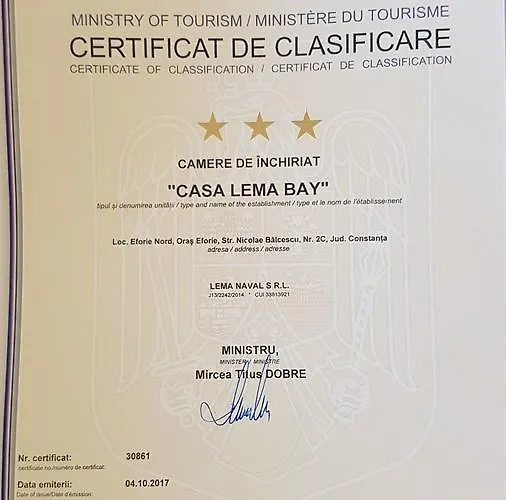 MINISTRY OF TOURISM / MINISTÈRE DU TOURISME
CERTIFICAT DE CLASIFICARE
CERTIFICATE OF CLASSIFICATION / CERTIFICAT DE CLASSIFICATION
CAMERE DE ÎNCHIRIAT
"CASA LEMA BAY"
tipul și denumirea unității / type and name of the establishment / type et le nom de l'établissement
Loc. Eforie Nord, Oraș Eforie, Str. Nicolae Bălcescu, Nr. 2C, Jud. Constanța
adresa / address / adresse
LEMA NAVAL S.R.L.
J13/2242/2014 * CUI 33813921
MINISTRU,
MINISTER / MINISTRE
Mircea Titus DOBRE
Nr. certificat: 30861
certificate no./numéro de certificat:
Data emiterii: 04.10.2017
Date of issue/Date d'émission: